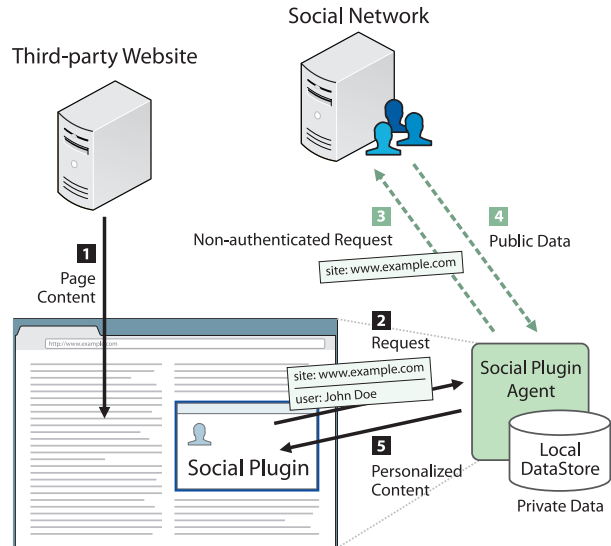 Social Network
Third-party Website
3
4
Non-authenticated Request
Public Data
site: www.example.com
1
Page
Content
2
Request
http://www.example.com
site: www.example.com
user: John Doe
Social Plugin
Agent
Social Plugin
5
Personalized
Content
Local
DataStore
Private Data